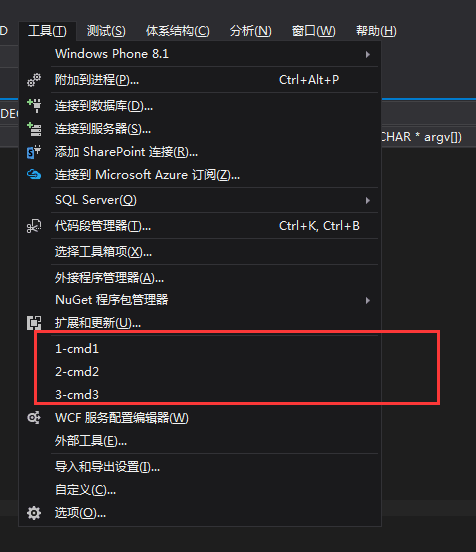 D 工具(T) 测试(S) 体系结构(C) 分析(N) 窗口(W) 帮助(H)
Windows Phone 8.1
附加到进程(P)... Ctrl+Alt+P
连接到数据库(D)...
DEC
连接到服务器(S)...
CHAR * argv[])
添加 SharePoint 连接(R)...
连接到 Microsoft Azure 订阅(Z)...
SQL Server(Q)
代码段管理器(T)... Ctrl+K, Ctrl+B
选择工具箱项(X)...
外接程序管理器(A)...
NuGet 程序包管理器
扩展和更新(U)...
1-cmd1
2-cmd2
3-cmd3
WCF 服务配置编辑器(W)
外部工具(E)...
导入和导出设置(I)...
自定义(C)...
选项(O)...